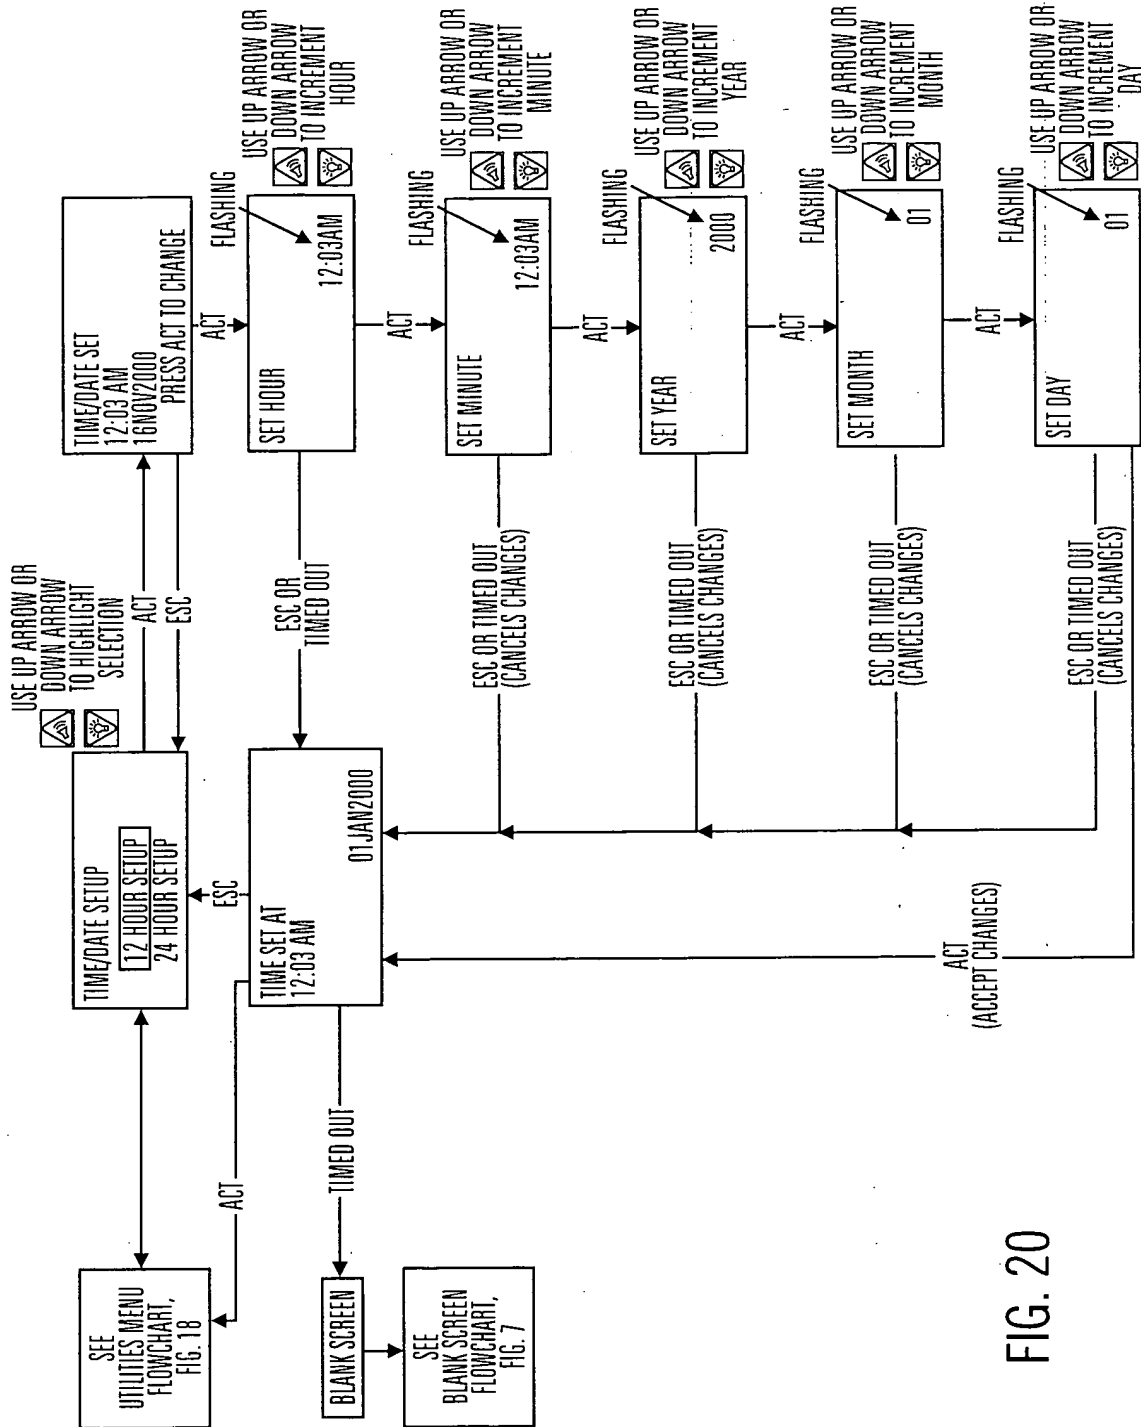 SEE
UTILITIES MENU
FLOWCHART,
FIG. 18
TIME/DATE SETUP
12 HOUR SETUP
24 HOUR SETUP
USE UP ARROW OR
DOWN ARROW
TO HIGHLIGHT
SELECTION
ACT
ESC
TIME/DATE SET
12:03 AM
16NOV2000
PRESS ACT TO CHANGE
ACT
ESC
BLANK SCREEN
TIMED OUT
TIME SET AT
12:03 AM
01JAN2000
ESC OR
TIMED OUT
ACT
SET HOUR
12:03AM
FLASHING
USE UP ARROW OR
DOWN ARROW
TO INCREMENT
HOUR
SEE
BLANK SCREEN
FLOWCHART,
FIG. 7
ESC OR TIMED OUT
(CANCELS CHANGES)
ACT
SET MINUTE
12:03AM
FLASHING
USE UP ARROW OR
DOWN ARROW
TO INCREMENT
MINUTE
ESC OR TIMED OUT
(CANCELS CHANGES)
ACT
SET YEAR
2000
FLASHING
USE UP ARROW OR
DOWN ARROW
TO INCREMENT
YEAR
ESC OR TIMED OUT
(CANCELS CHANGES)
ACT
SET MONTH
01
FLASHING
USE UP ARROW OR
DOWN ARROW
TO INCREMENT
MONTH
ACT
(ACCEPT CHANGES)
ESC OR TIMED OUT
(CANCELS CHANGES)
ACT
SET DAY
01
FLASHING
USE UP ARROW OR
DOWN ARROW
TO INCREMENT
DAY
FIG. 20